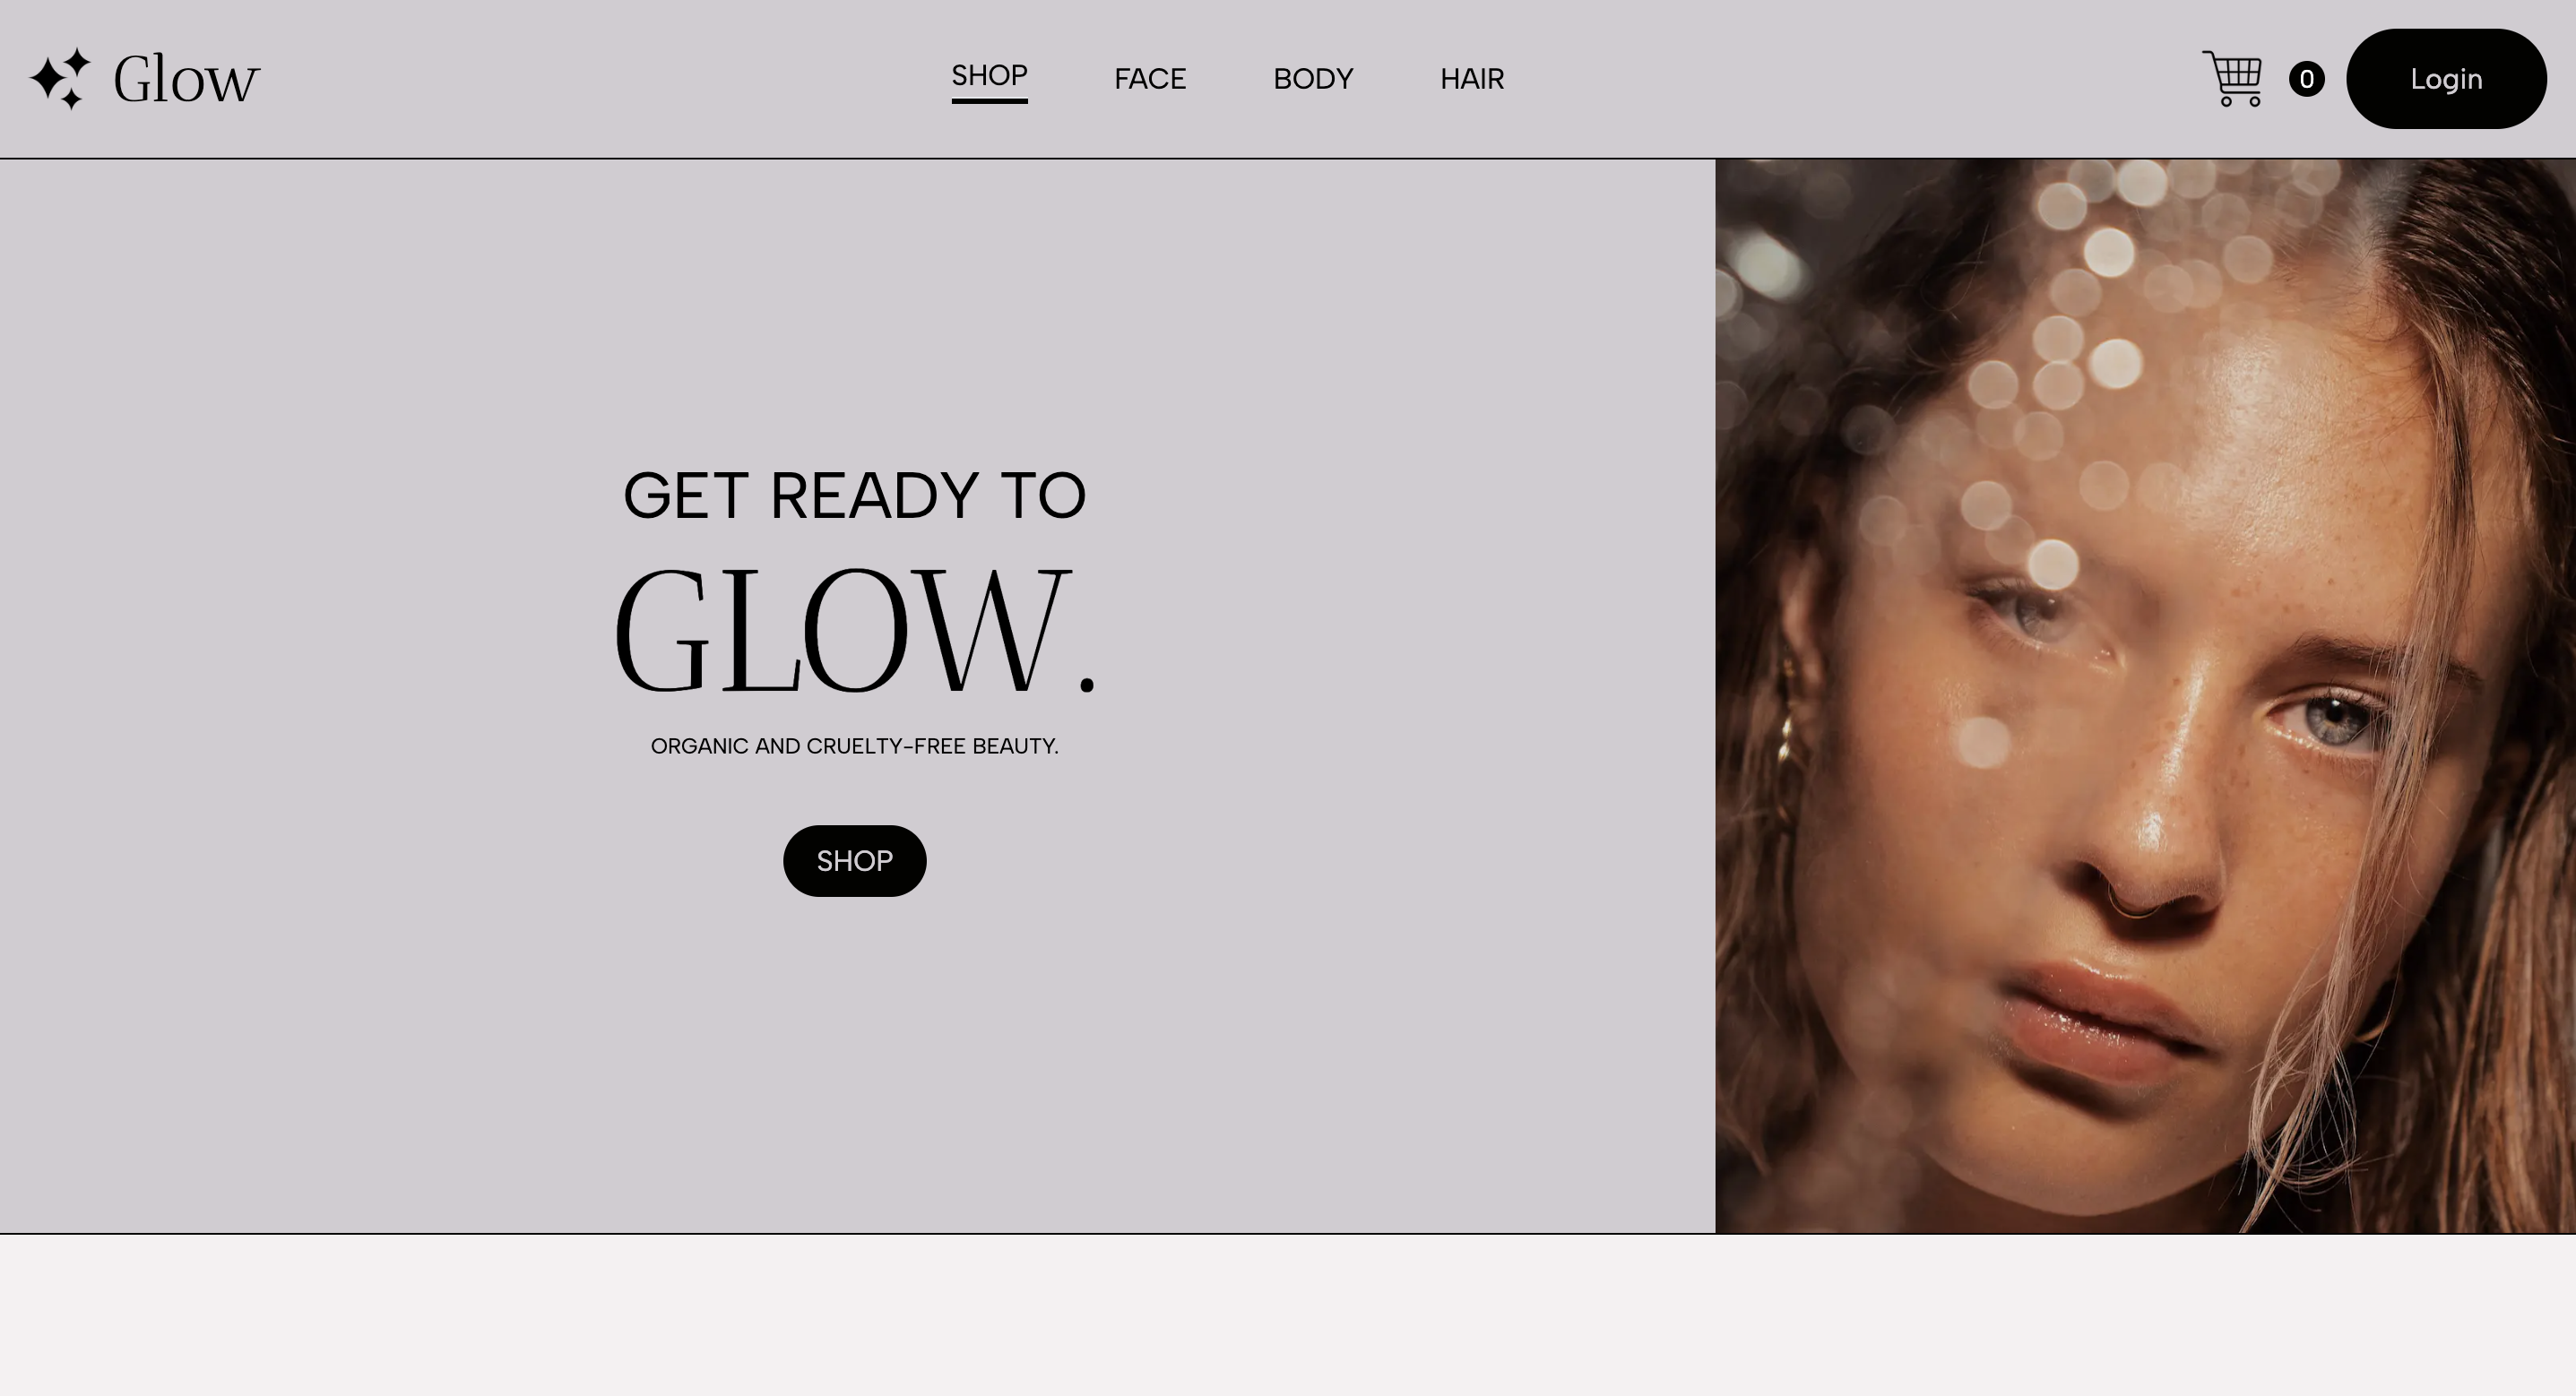 Glow
SHOP FACE BODY HAIR
0
Login
GET READY TO
GLOW.
ORGANIC AND CRUELTY-FREE BEAUTY.
SHOP